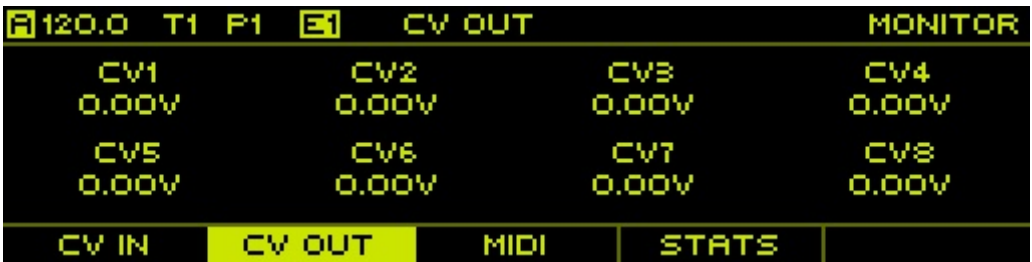 A 120.0 T1 P1 E1 CV OUT MONITOR
CV1 CV2 CV3 CV4
0.00V 0.00V 0.00V 0.00V
CV5 CV6 CV7 CV8
0.00V 0.00V 0.00V 0.00V
CV IN CV OUT MIDI STATS